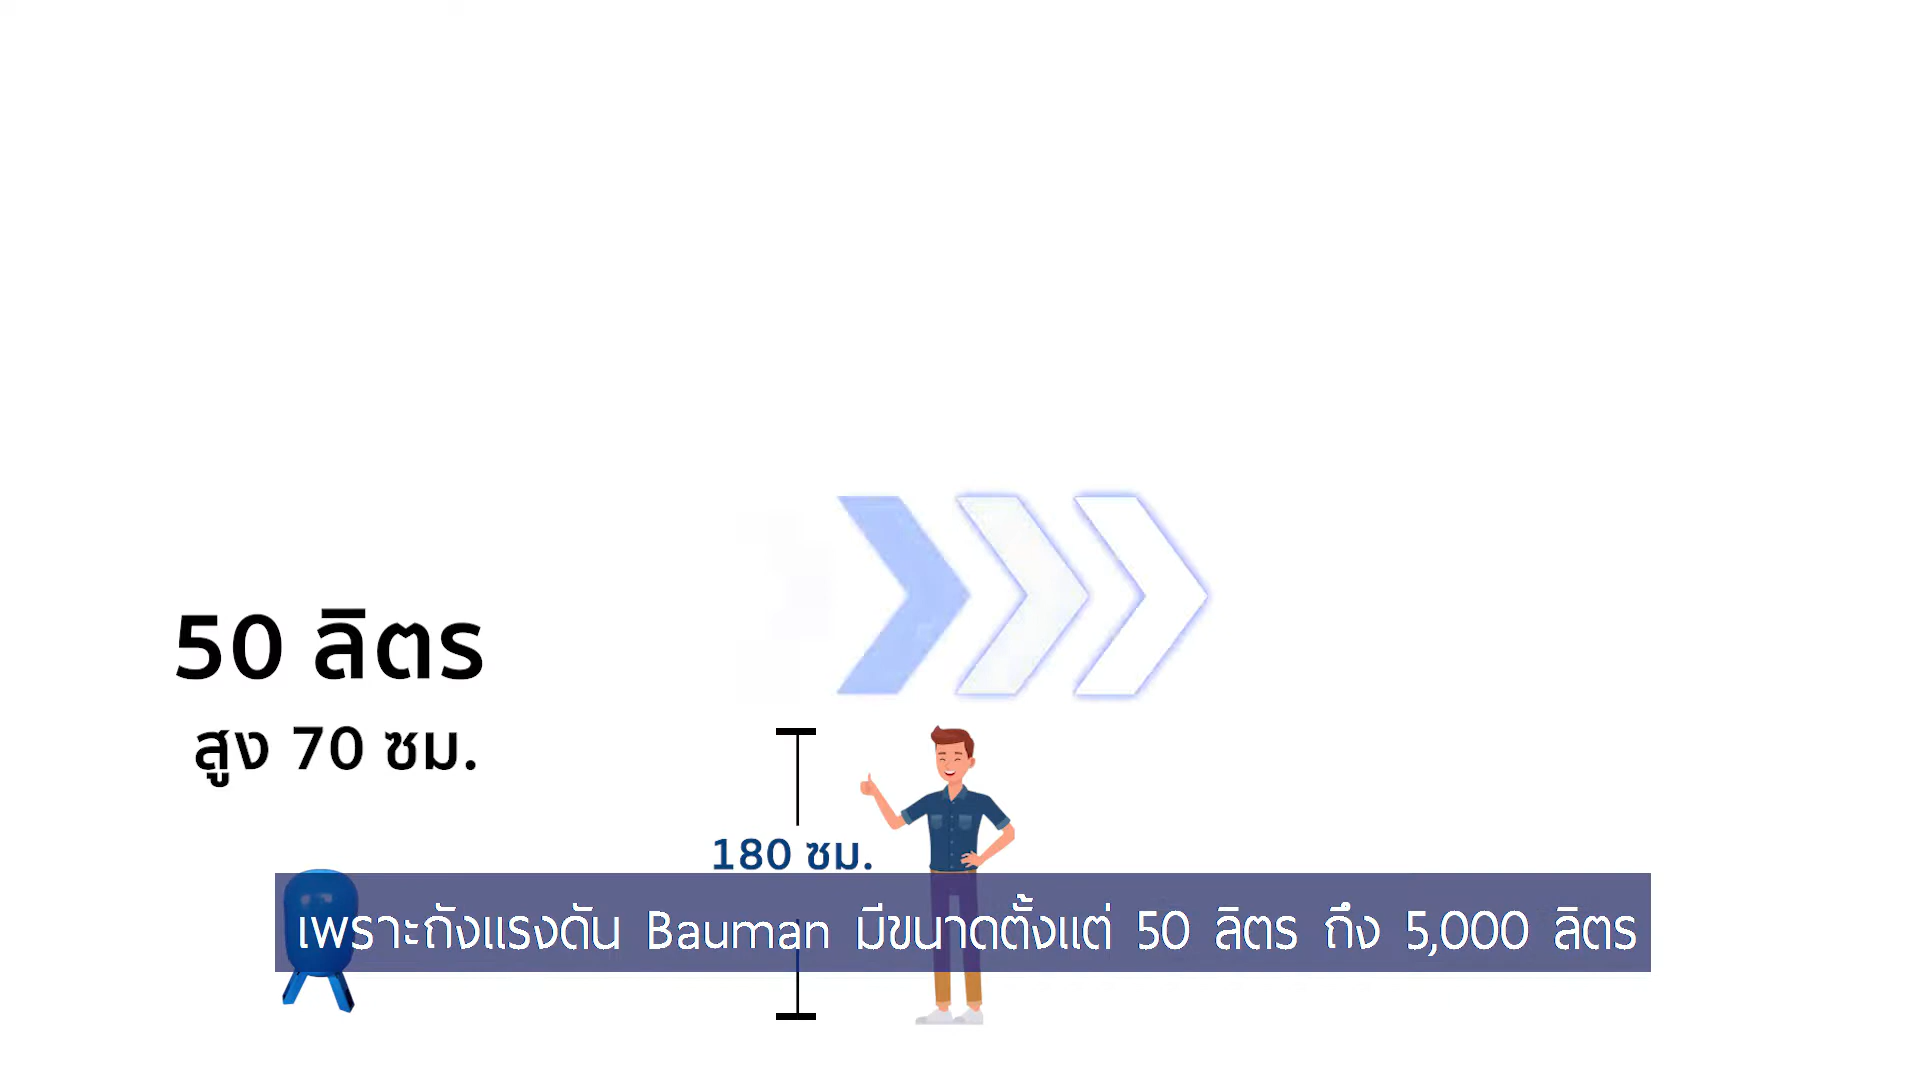 50 ลิตร
สูง 70 ซม.
180 ซม.
เพราะถังแรงดัน Bauman มีขนาดตั้งแต่ 50 ลิตร ถึง 5,000 ลิตร